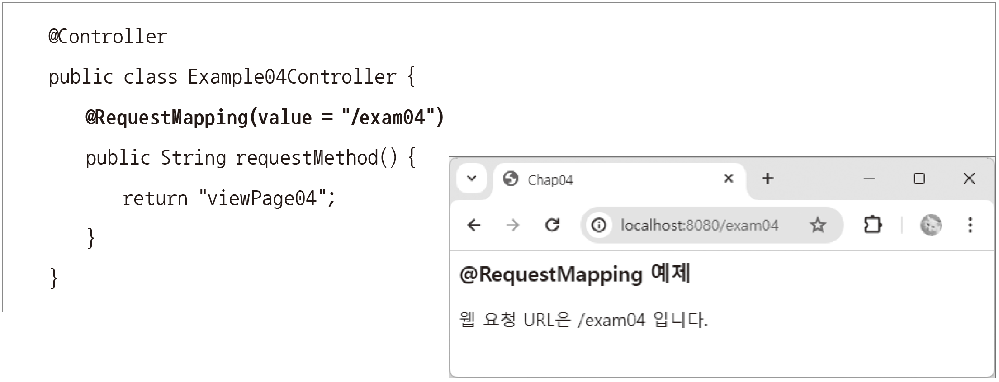 @Controller
public class Example04Controller {
@RequestMapping(value = "/exam04")
public String requestMethod() {
return "viewPage04";
}
}
Chap04
localhost:8080/exam04
@RequestMapping 예제
웹 요청 URL은 /exam04 입니다.